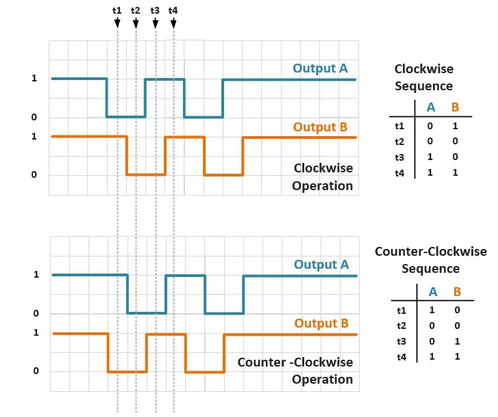 t1 t2 t3 t4
1
Output A
0
1
Output B
0
Clockwise
Operation
Clockwise
Sequence
A B
t1 0 1
t2 0 0
t3 1 0
t4 1 1
1
Output A
0
1
Output B
0
Counter -Clockwise
Operation
Counter-Clockwise
Sequence
A B
t1 1 0
t2 0 0
t3 0 1
t4 1 1